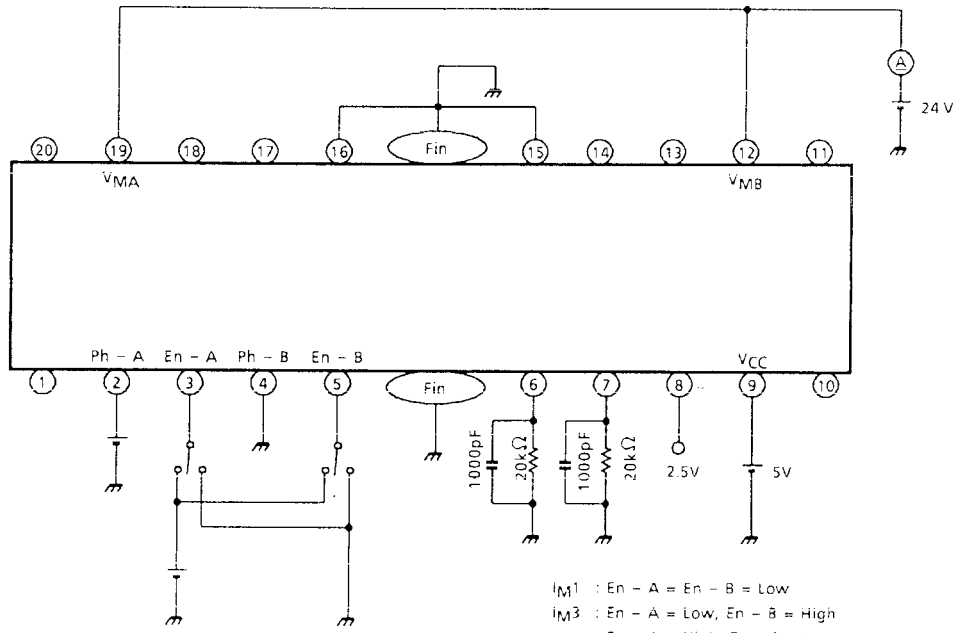 A
24 V
20 19 18 17 16 Fin 15 14 13 12 11
VMA VMB
Ph - A En - A Ph - B En - B VCC
1 2 3 4 5 Fin 6 7 8 9 10
1000pF 20kΩ 1000pF 20kΩ 2.5V 5V
IM1 : En - A = En - B = Low
IM3 : En - A = Low, En - B = High